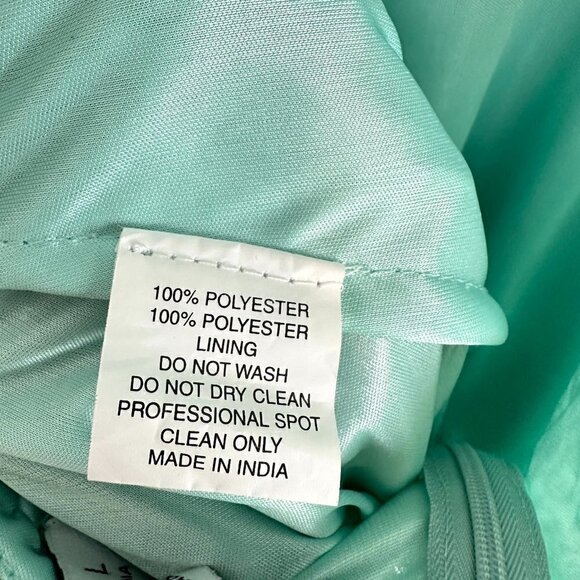 100% POLYESTER
100% POLYESTER
LINING
DO NOT WASH
DO NOT DRY CLEAN
PROFESSIONAL SPOT
CLEAN ONLY
MADE IN INDIA
L